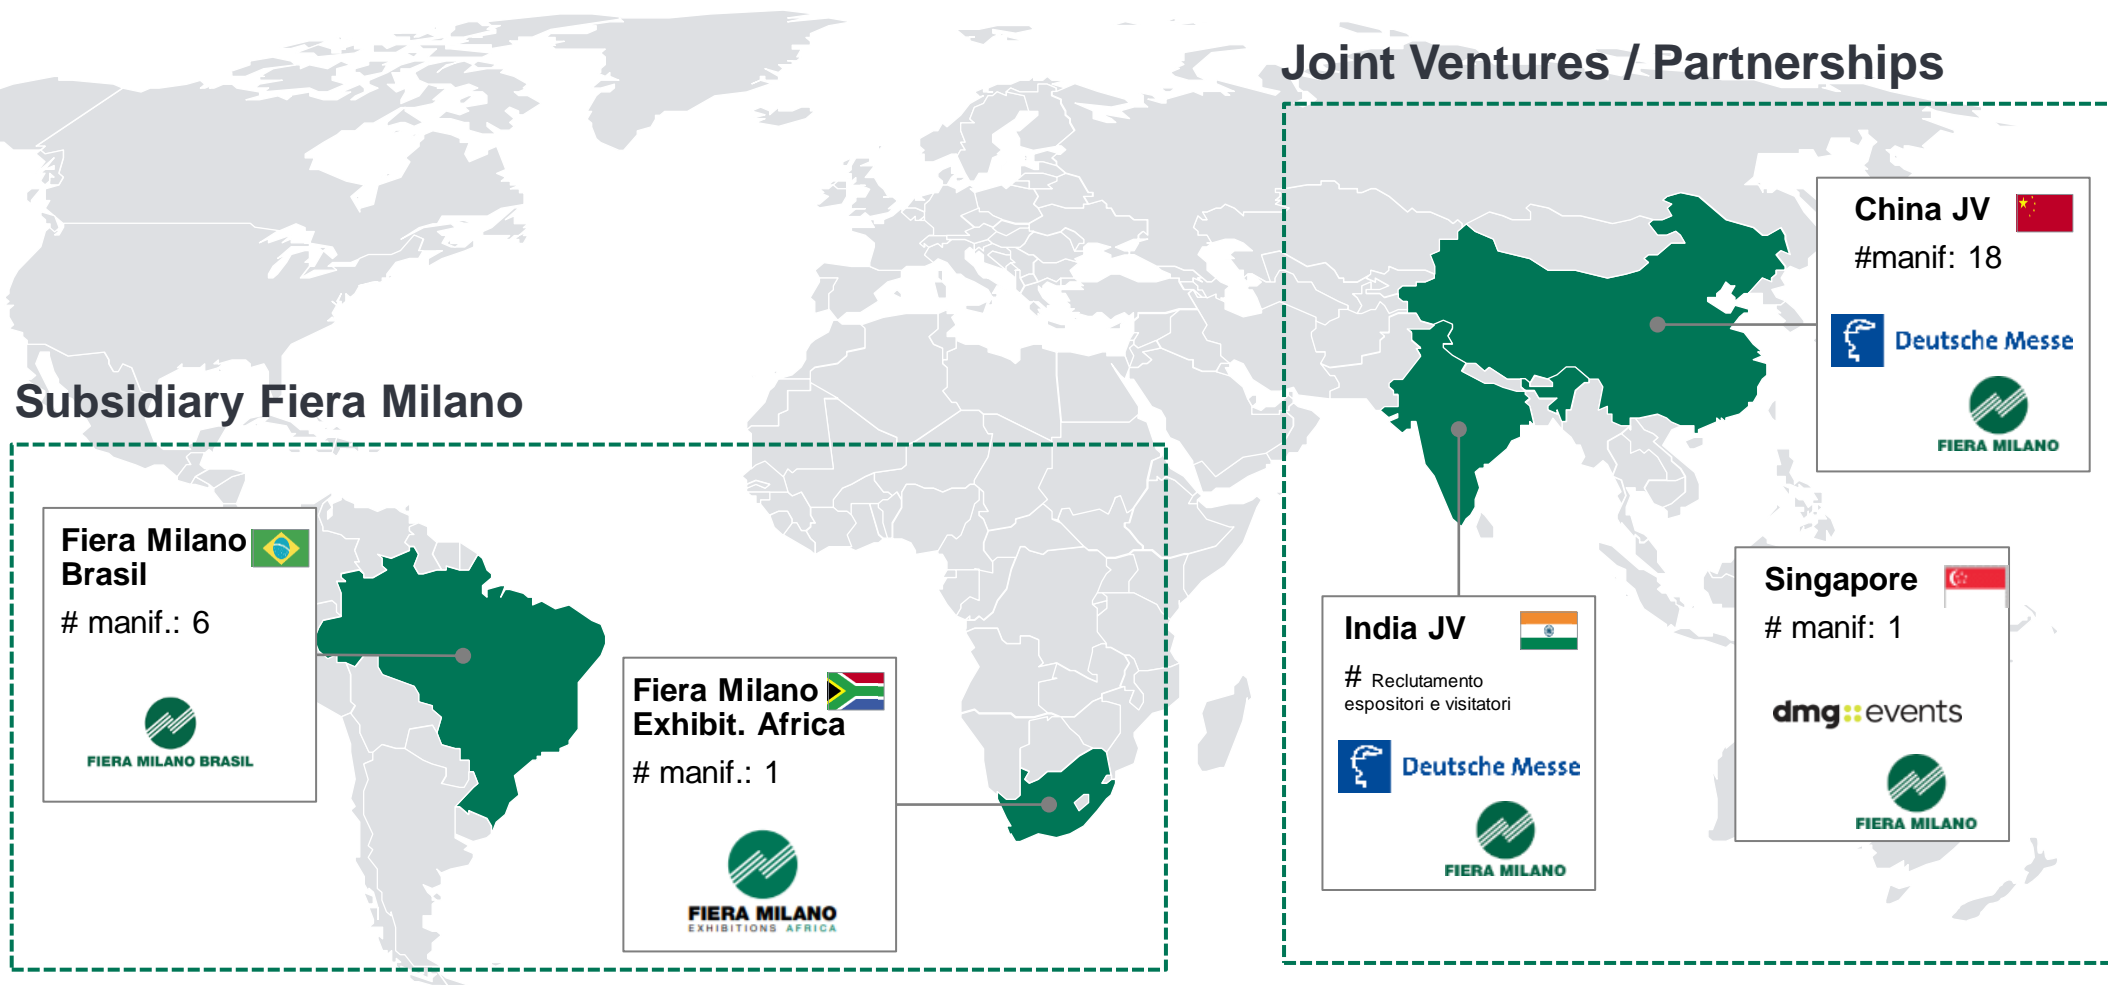 Joint Ventures / Partnerships
China JV
#manif: 18
Deutsche Messe
FIERA MILANO
Subsidiary Fiera Milano
Fiera Milano
Brasil
# manif.: 6
FIERA MILANO BRASIL
Fiera Milano
Exhibit. Africa
# manif.: 1
FIERA MILANO
EXHIBITIONS AFRICA
India JV
# Reclutamento
espositori e visitatori
Deutsche Messe
FIERA MILANO
Singapore
# manif: 1
dmg::events
FIERA MILANO